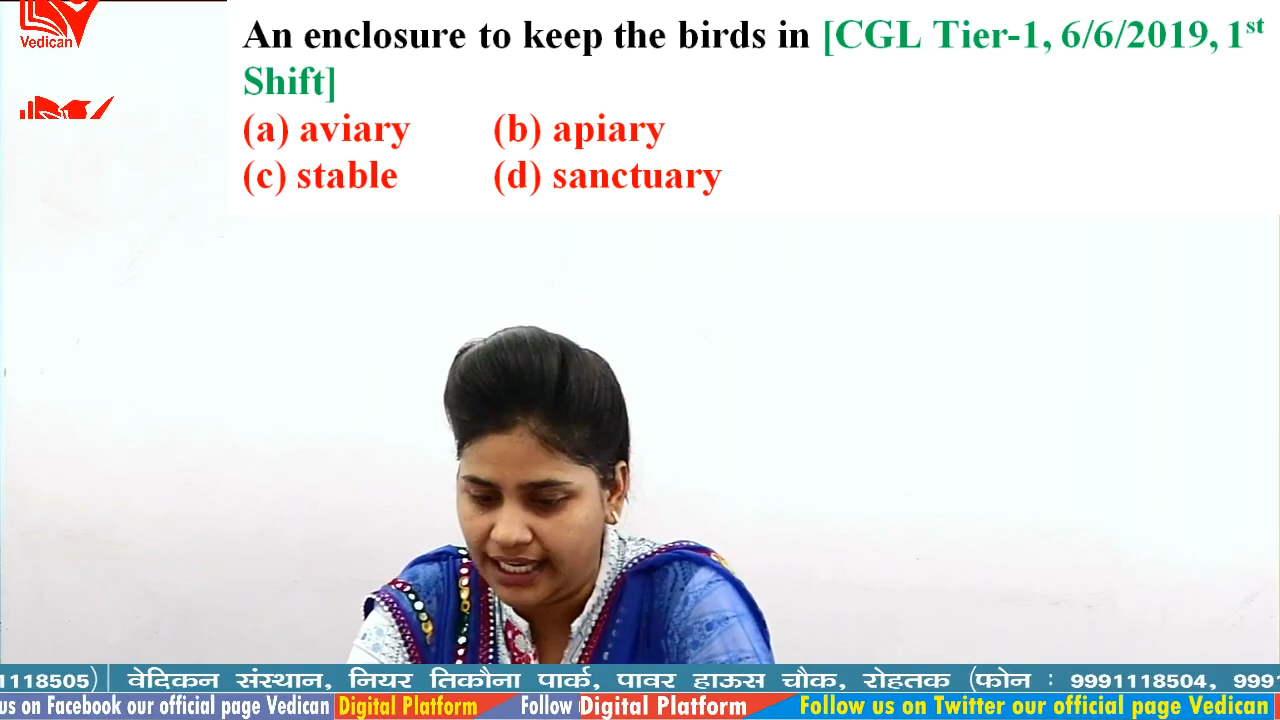 Vedican
An enclosure to keep the birds in [CGL Tier-1, 6/6/2019, 1st
Shift]
(a) aviary (b) apiary
(c) stable (d) sanctuary
1118505) | वेदिकन संस्थान, नियर तिकौना पार्क, पावर हाऊस चौक, रोहतक (फोन : 9991118504, 999
us on Facebook our official page Vedican Digital Platform Follow Digital Platform Follow us on Twitter our official page Vedican